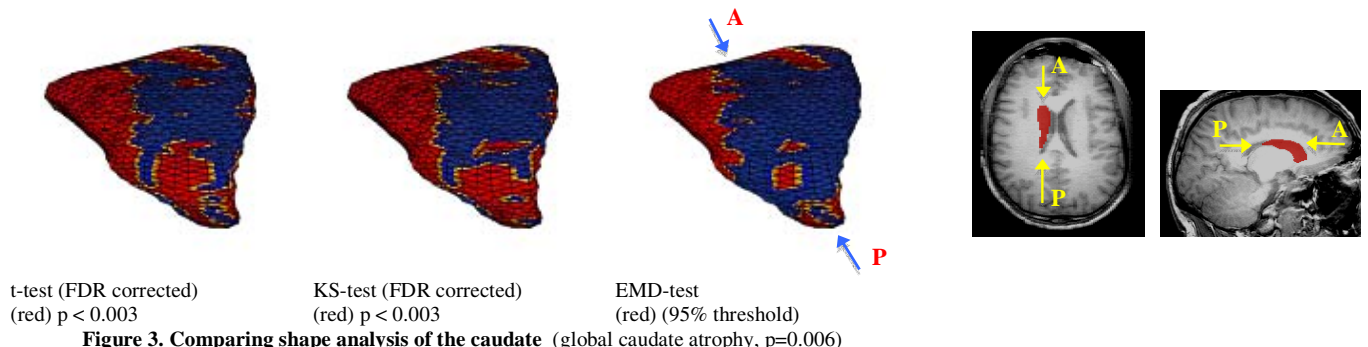 A
P
A
P
P
A
t-test (FDR corrected)
(red) p < 0.003
KS-test (FDR corrected)
(red) p < 0.003
EMD-test
(red) (95% threshold)
Figure 3. Comparing shape analysis of the caudate (global caudate atrophy, p=0.006)